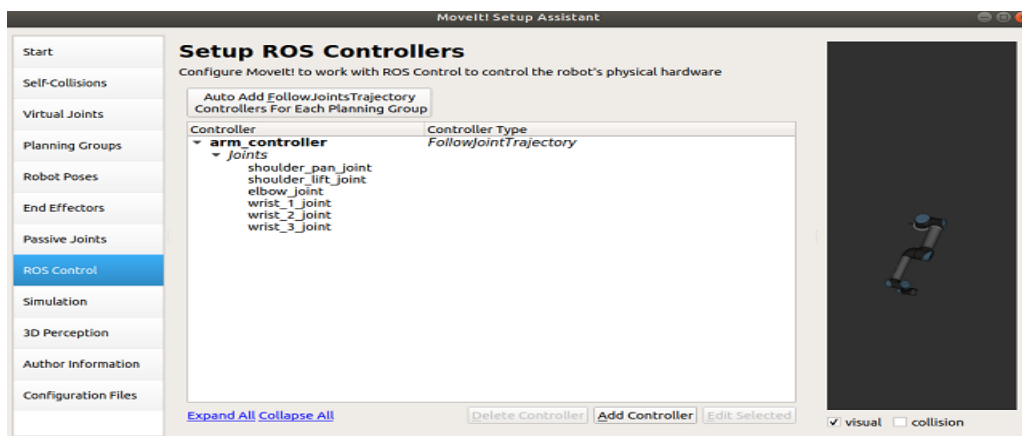 MoveIt! Setup Assistant
Start
Self-Collisions
Virtual Joints
Planning Groups
Robot Poses
End Effectors
Passive Joints
ROS Control
Simulation
3D Perception
Author Information
Configuration Files
Setup ROS Controllers
Configure MoveIt! to work with ROS Control to control the robot's physical hardware
Auto Add FollowJointsTrajectory
Controllers For Each Planning Group
Controller Controller Type
arm_controller FollowJointTrajectory
Joints
shoulder_pan_joint
shoulder_lift_joint
elbow_joint
wrist_1_joint
wrist_2_joint
wrist_3_joint
Expand All Collapse All Delete Controller Add Controller Edit Selected
visual collision